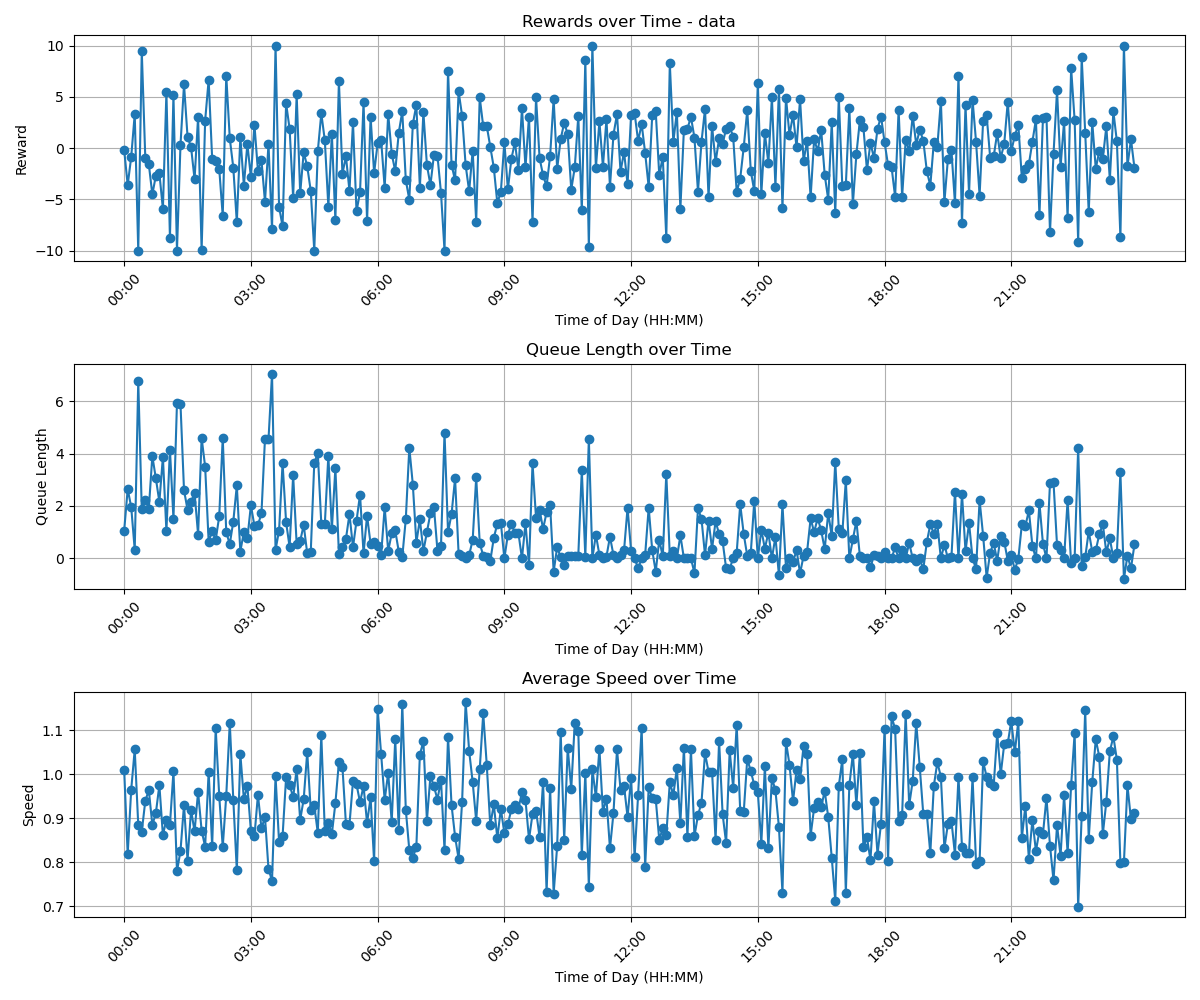 Rewards over Time - data
10
5
0
−5
−10
Reward
00:00 03:00 06:00 09:00 12:00 15:00 18:00 21:00
Time of Day (HH:MM)
Queue Length over Time
6
4
2
0
Queue Length
00:00 03:00 06:00 09:00 12:00 15:00 18:00 21:00
Time of Day (HH:MM)
Average Speed over Time
1.1
1.0
0.9
0.8
0.7
Speed
00:00 03:00 06:00 09:00 12:00 15:00 18:00 21:00
Time of Day (HH:MM)